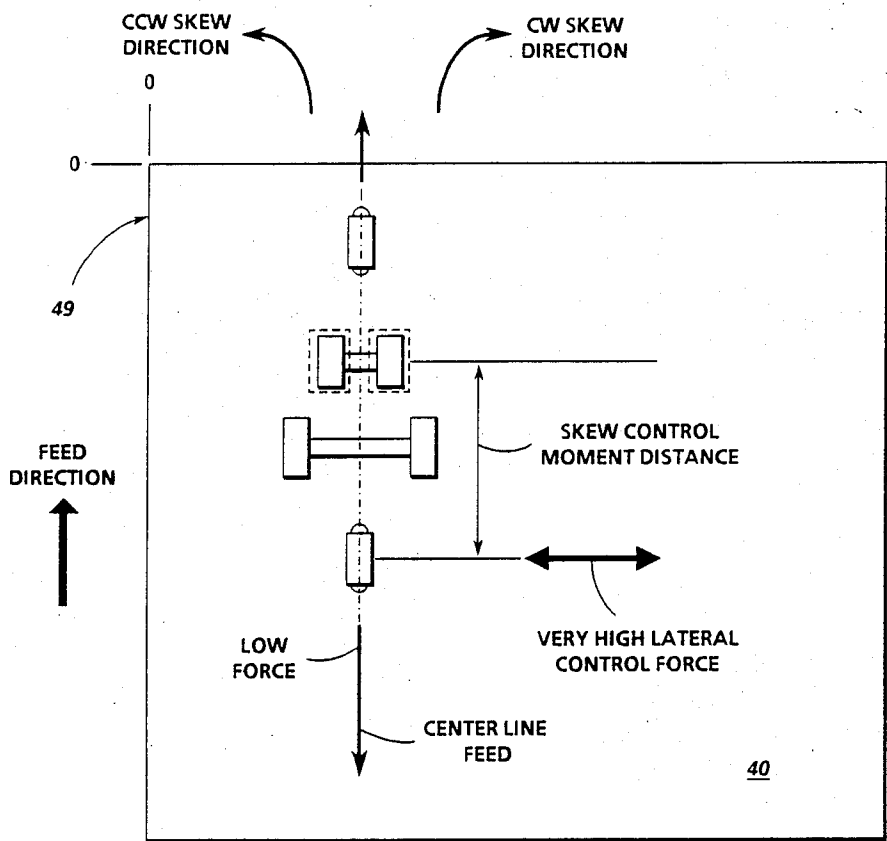 CCW SKEW
DIRECTION
CW SKEW
DIRECTION
0
0
49
FEED
DIRECTION
SKEW CONTROL
MOMENT DISTANCE
LOW
FORCE
VERY HIGH LATERAL
CONTROL FORCE
CENTER LINE
FEED
40